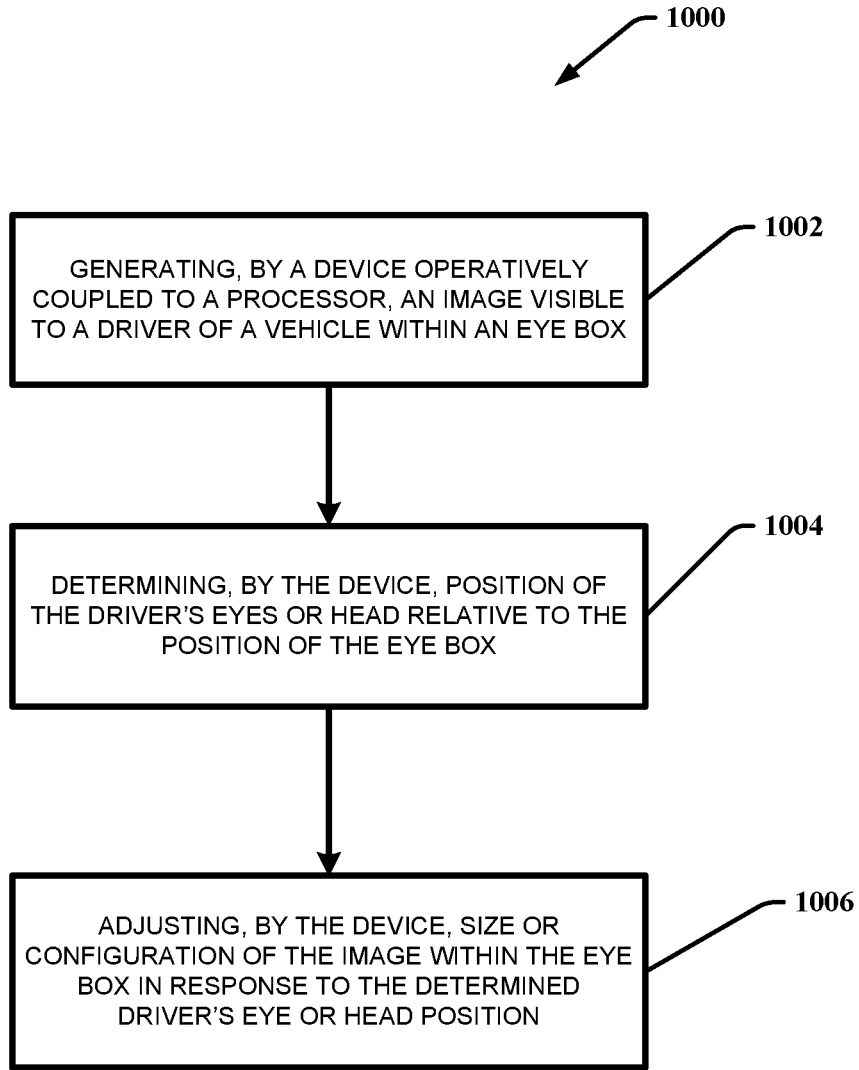 1000
1002
GENERATING, BY A DEVICE OPERATIVELY
COUPLED TO A PROCESSOR, AN IMAGE VISIBLE
TO A DRIVER OF A VEHICLE WITHIN AN EYE BOX
1004
DETERMINING, BY THE DEVICE, POSITION OF
THE DRIVER'S EYES OR HEAD RELATIVE TO THE
POSITION OF THE EYE BOX
1006
ADJUSTING, BY THE DEVICE, SIZE OR
CONFIGURATION OF THE IMAGE WITHIN THE EYE
BOX IN RESPONSE TO THE DETERMINED
DRIVER'S EYE OR HEAD POSITION